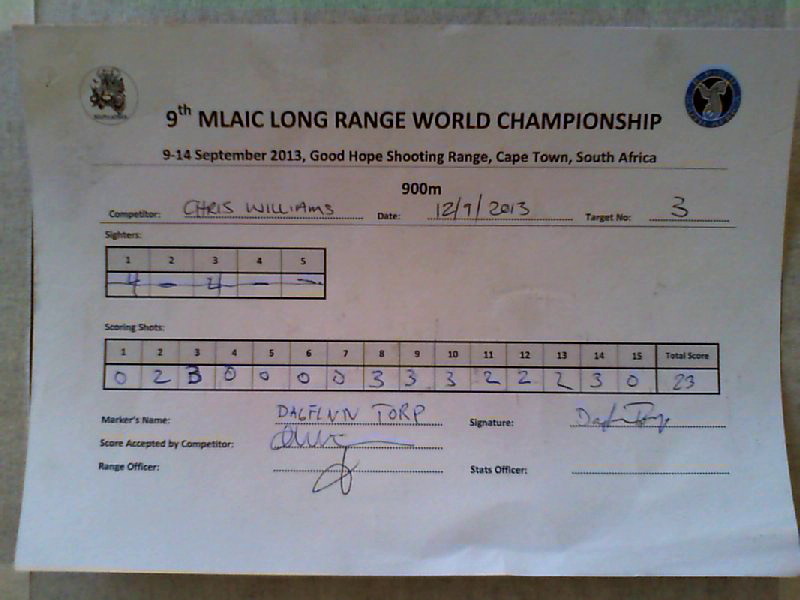 9th MLAIC LONG RANGE WORLD CHAMPIONSHIP
9-14 September 2013, Good Hope Shooting Range, Cape Town, South Africa
900m
Competitor: CHRIS WILLIAMS Date: 12/9/2013 Target No: 3
Sighters:
1 2 3 4 5
4 - 4 - -
Scoring Shots:
1 2 3 4 5 6 7 8 9 10 11 12 13 14 15 Total Score
0 2 3 0 0 0 0 3 3 3 2 2 2 3 0 23
Marker's Name: DAGFINN TORP Signature:
Score Accepted by Competitor:
Range Officer: Stats Officer: